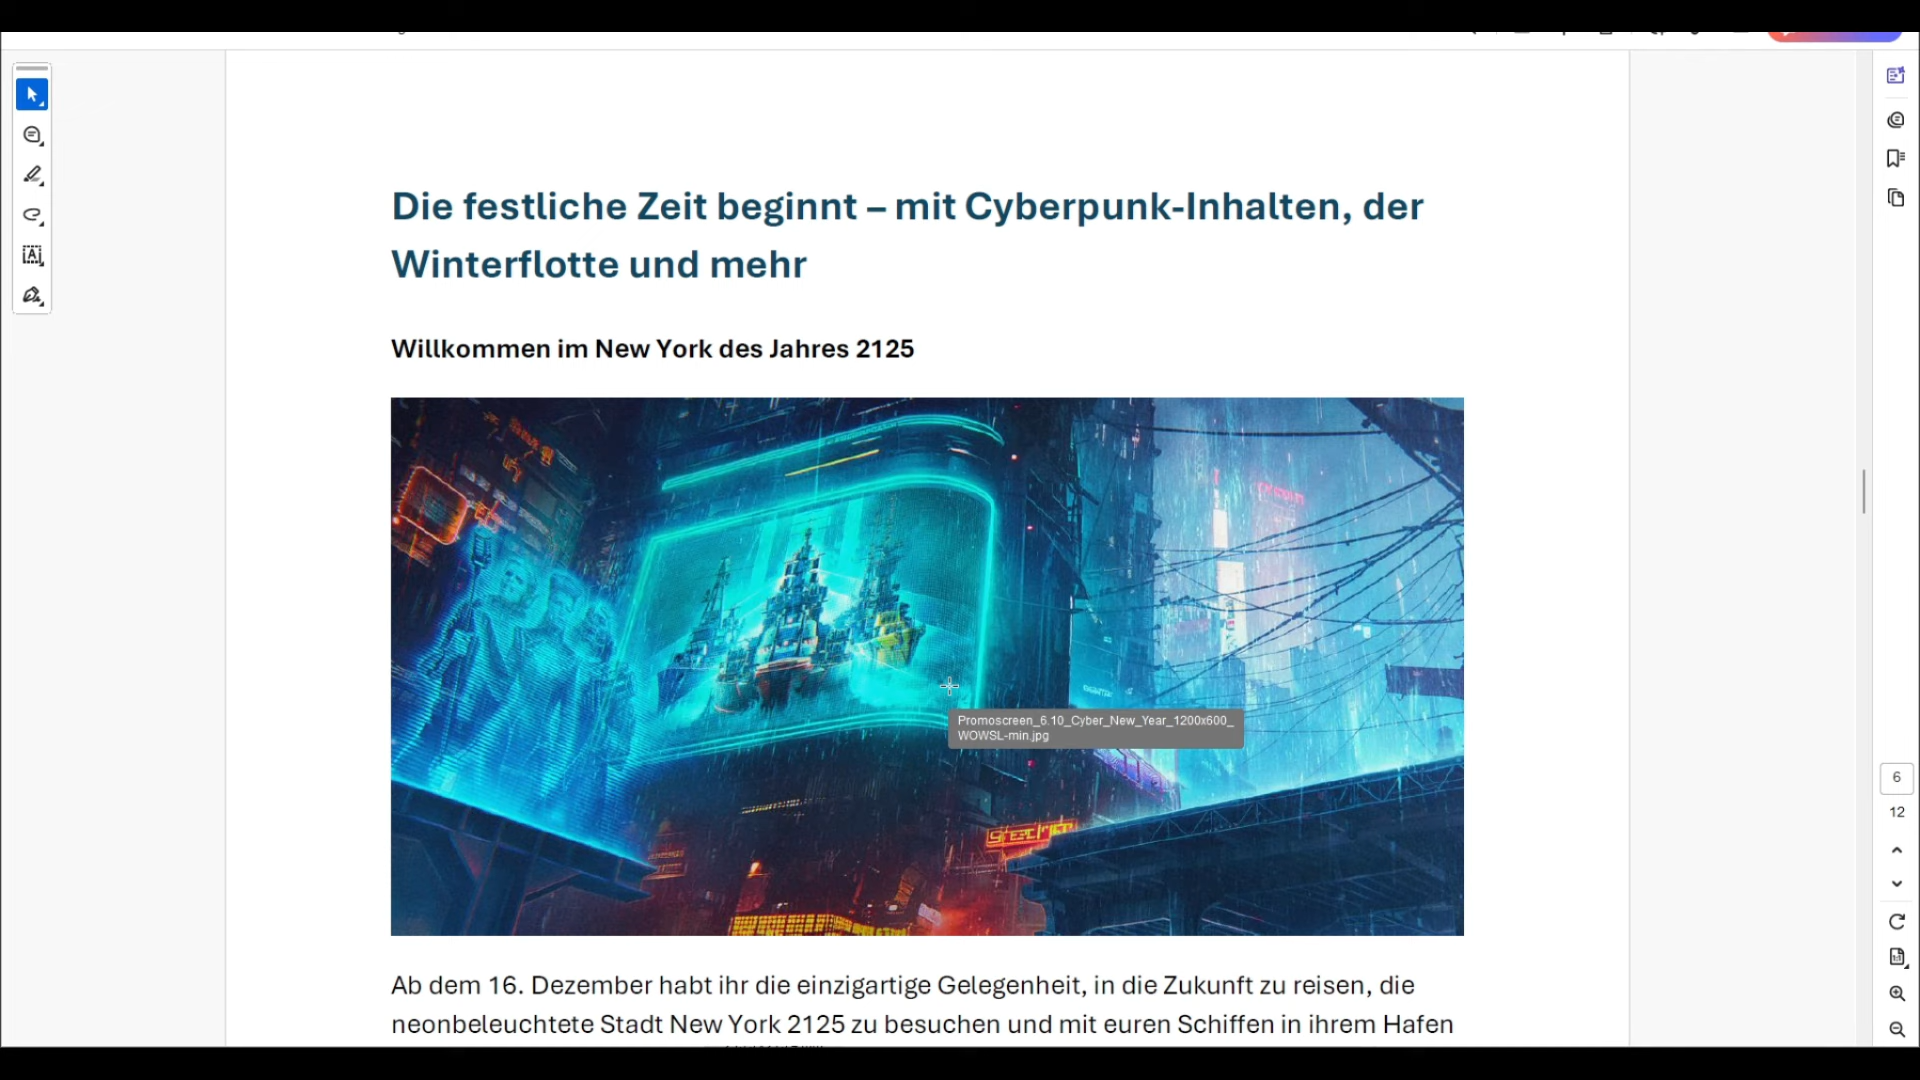 Die festliche Zeit beginnt – mit Cyberpunk-Inhalten, der
Winterflotte und mehr
Willkommen im New York des Jahres 2125
Promoscreen_6.10_Cyber_New_Year_1200x600_
WOWSL-min.jpg
Ab dem 16. Dezember habt ihr die einzigartige Gelegenheit, in die Zukunft zu reisen, die
neonbeleuchtete Stadt New York 2125 zu besuchen und mit euren Schiffen in ihrem Hafen
6
12